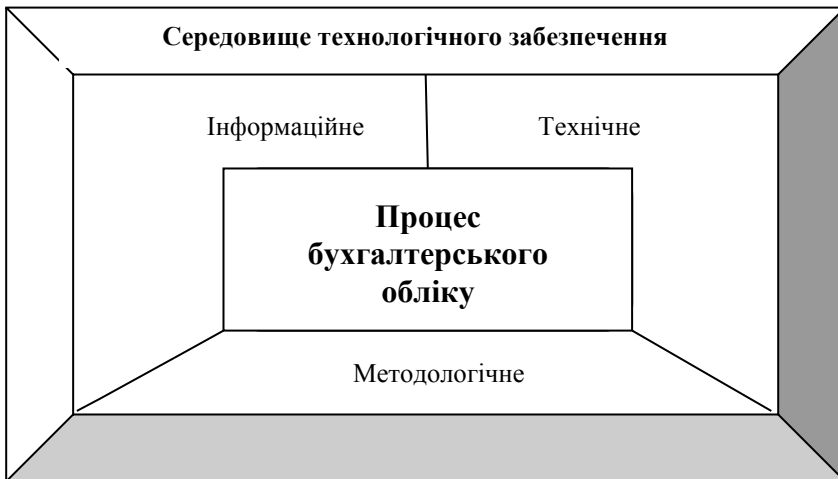 Середовище технологічного забезпечення
Інформаційне
Технічне
Процес
бухгалтерського
обліку
Методологічне